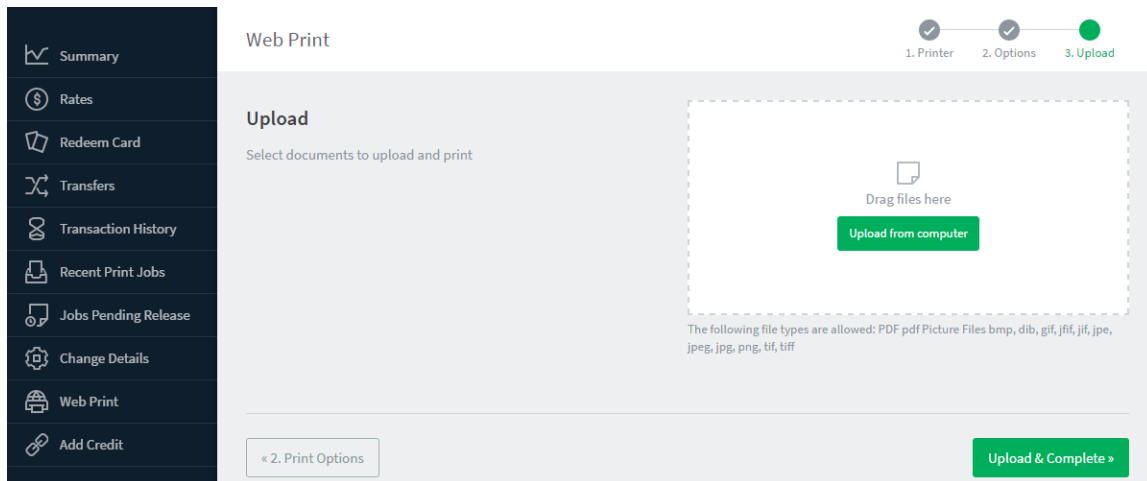 Summary
Rates
Redeem Card
Transfers
Transaction History
Recent Print Jobs
Jobs Pending Release
Change Details
Web Print
Add Credit
Web Print
1. Printer
2. Options
3. Upload
Upload
Select documents to upload and print
Drag files here
Upload from computer
The following file types are allowed: PDF pdf Picture Files bmp, dib, gif, jfif, jif, jpe,
jpeg, jpg, png, tif, tiff
« 2. Print Options
Upload & Complete »